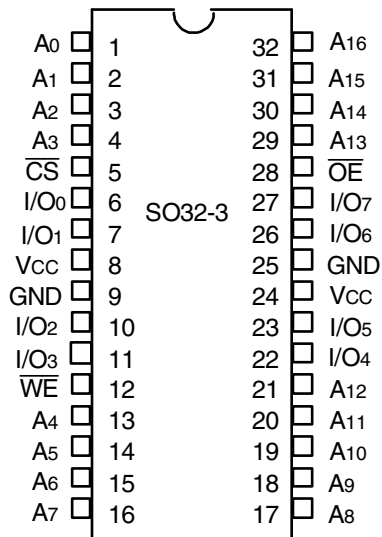 A0 1 32 A16
A1 2 31 A15
A2 3 30 A14
A3 4 29 A13
C̅S̅ 5 28 O̅E̅
I/O0 6 SO32-3 27 I/O7
I/O1 7 26 I/O6
VCC 8 25 GND
GND 9 24 VCC
I/O2 10 23 I/O5
I/O3 11 22 I/O4
W̅E̅ 12 21 A12
A4 13 20 A11
A5 14 19 A10
A6 15 18 A9
A7 16 17 A8